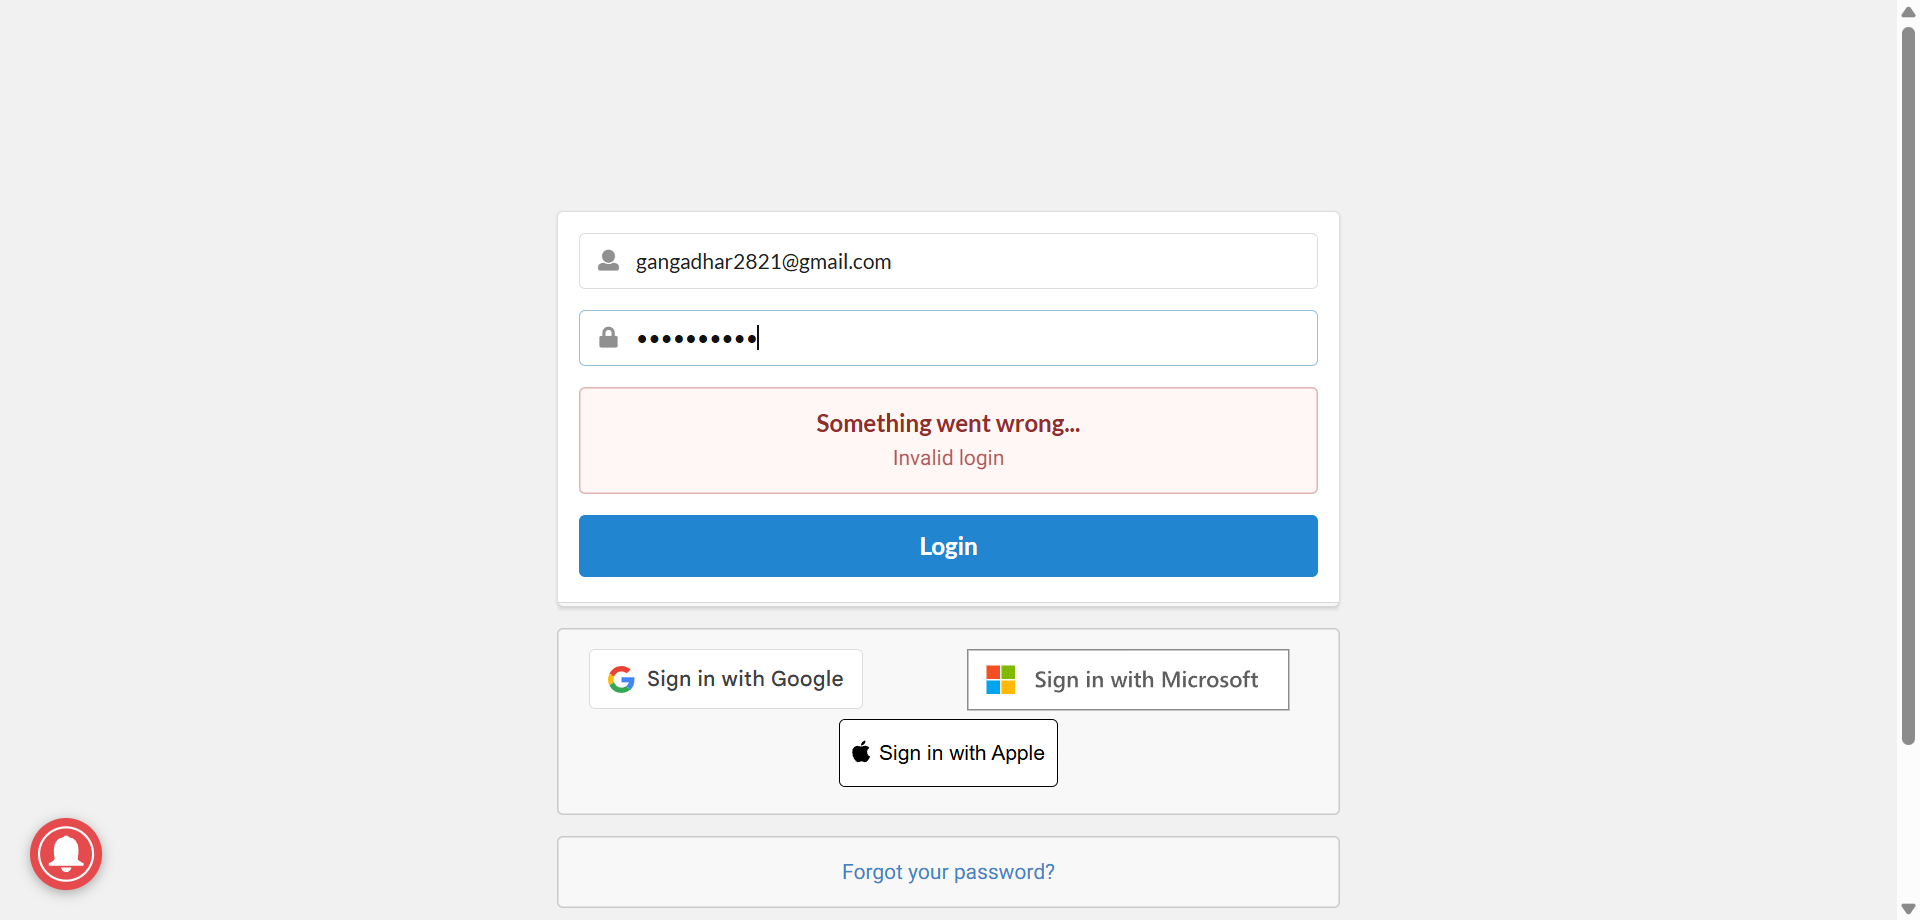 gangadhar2821@gmail.com
••••••••••
Something went wrong...
Invalid login
Login
Sign in with Google
Sign in with Microsoft
Sign in with Apple
Forgot your password?